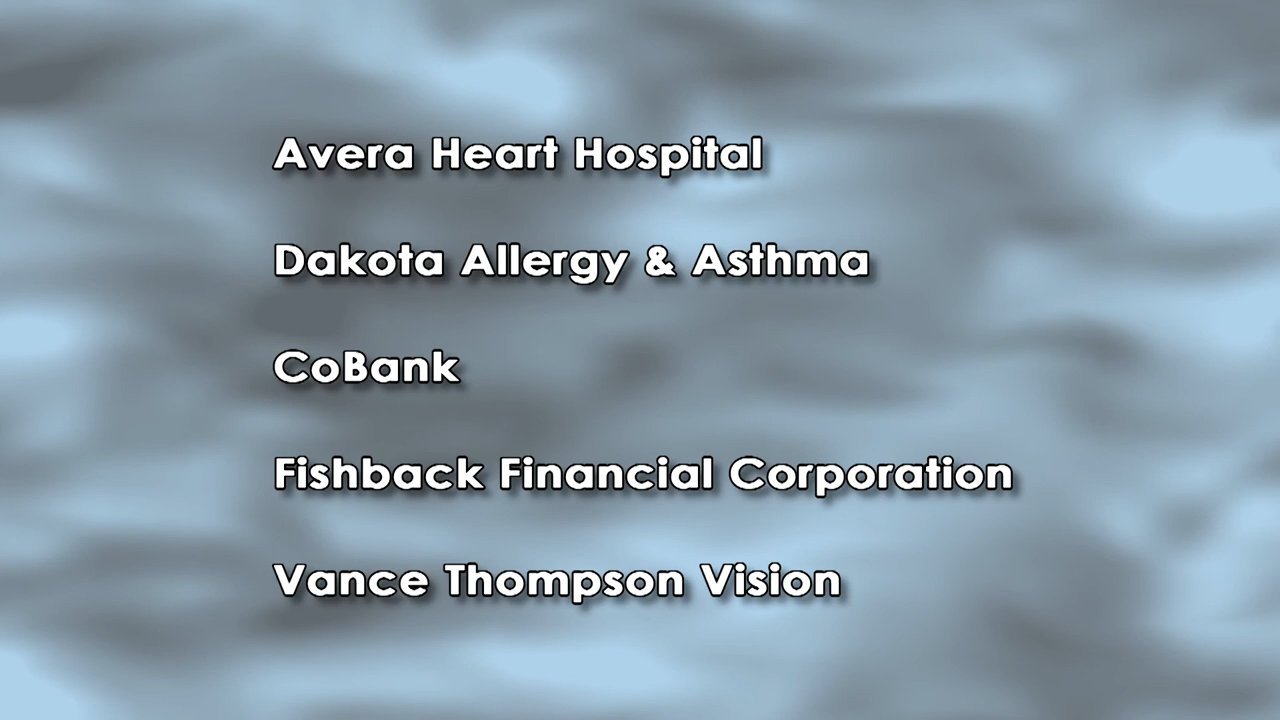 Avera Heart Hospital
Dakota Allergy & Asthma
CoBank
Fishback Financial Corporation
Vance Thompson Vision